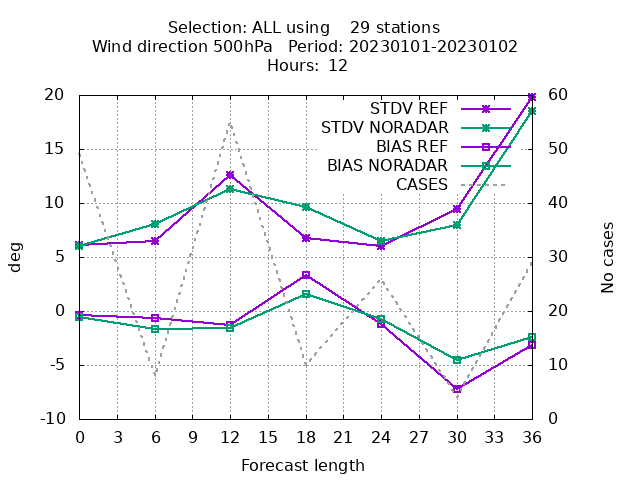 Selection: ALL using    29 stations
Wind direction 500hPa   Period: 20230101-20230102
Hours: 12
20 60
STDV REF
STDV NORADAR
15 50
BIAS REF
BIAS NORADAR
CASES
10 40
5 30
deg No cases
0 20
-5 10
-10 0
0 3 6 9 12 15 18 21 24 27 30 33 36
Forecast length